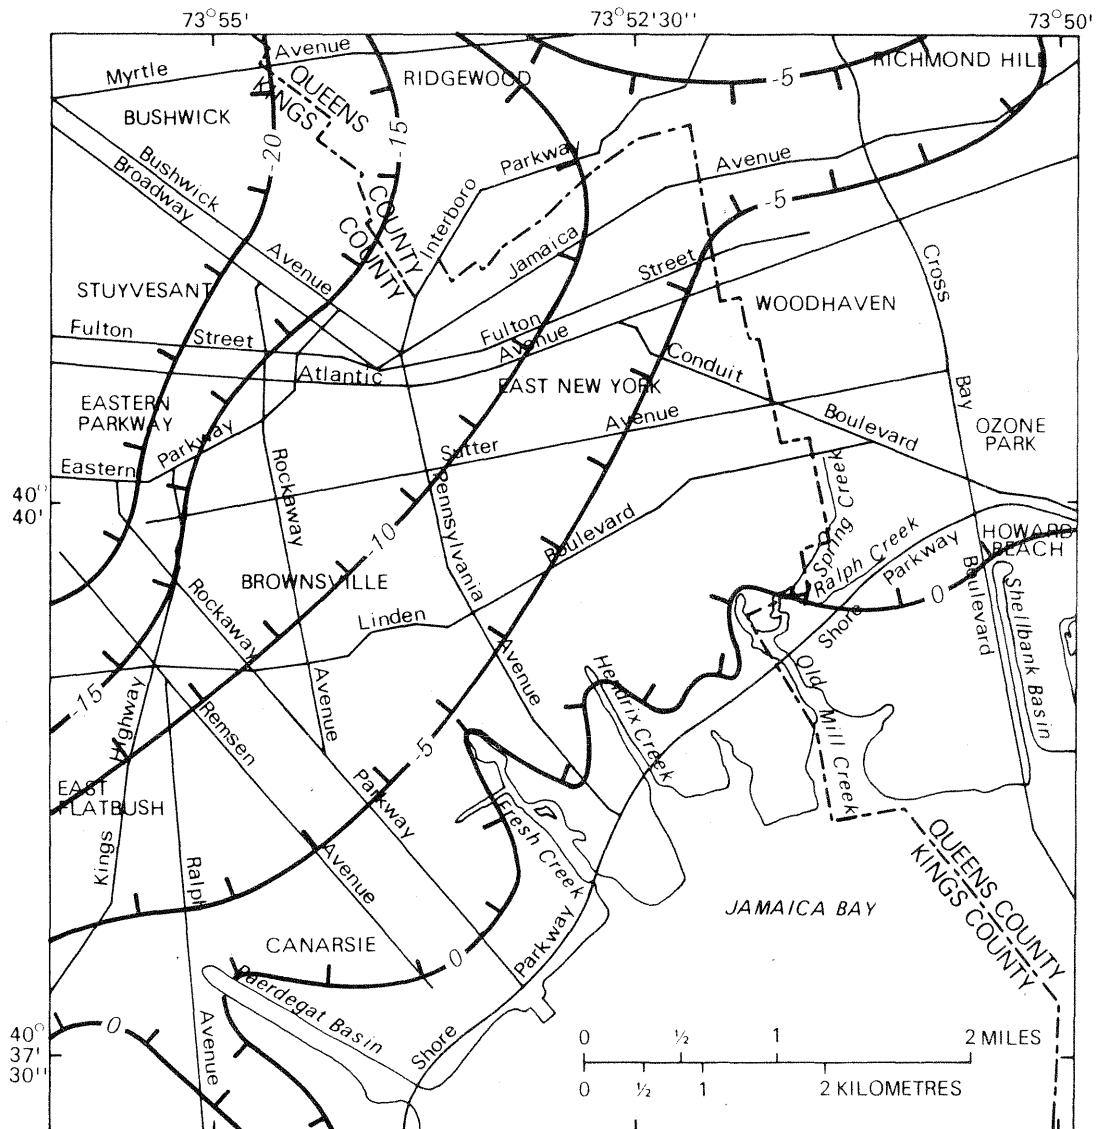 73°55'
73°52'30''
73°50'
Myrtle Avenue
QUEENS
KINGS
COUNTY
COUNTY
RIDGEWOOD
RICHMOND HILL
-5
BUSHWICK
-20
-15
Bushwick
Avenue
Broadway
Interboro Parkway
Jamaica Avenue
-5
STUYVESANT
Fulton Street
Fulton Street
Cross
Bay
Boulevard
WOODHAVEN
Atlantic
Avenue
Conduit
Boulevard
EAST NEW YORK
EASTERN
PARKWAY
Eastern Parkway
Sutter Avenue
OZONE
PARK
40°
40'
Rockaway
Avenue
Pennsylvania
Avenue
-10
Boulevard
Spring Creek
Ralph Creek
HOWARD
BEACH
BROWNSVILLE
Rockaway
Parkway
Linden
Shore
Parkway
0
Shellbank Basin
-15
Highway
Kings
Remsen
Avenue
-5
Hendrix Creek
Old
Mill Creek
EAST
FLATBUSH
Ralph
Avenue
Fresh Creek
QUEENS COUNTY
KINGS COUNTY
JAMAICA BAY
CANARSIE
0
Parkway
Shore
Paerdegat Basin
0
40°
37'
30''
0 ½ 1 2 MILES
0 ½ 1 2 KILOMETRES